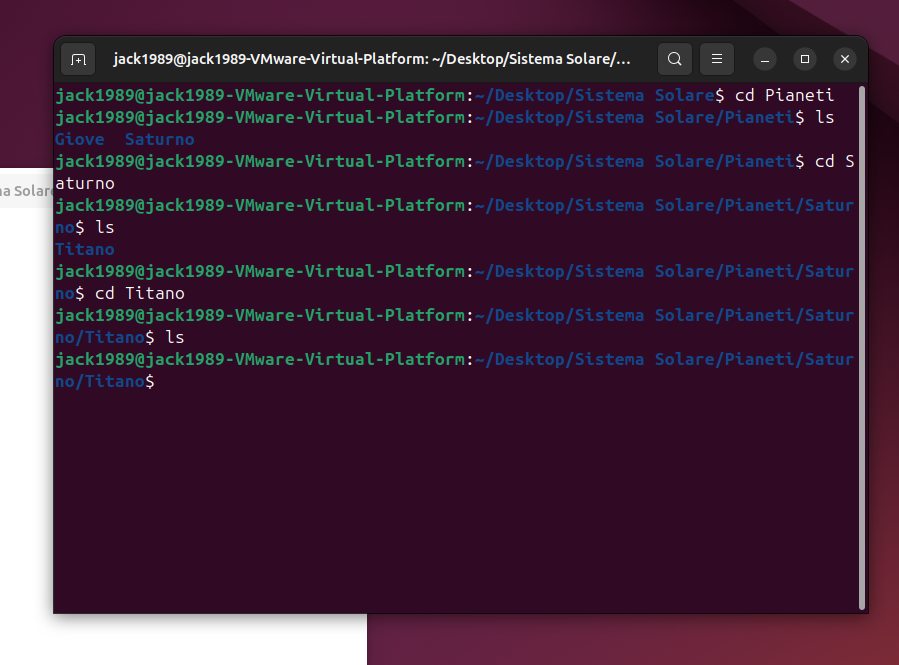 jack1989@jack1989-VMware-Virtual-Platform: ~/Desktop/Sistema Solare/...
jack1989@jack1989-VMware-Virtual-Platform:~/Desktop/Sistema Solare$ cd Pianeti
jack1989@jack1989-VMware-Virtual-Platform:~/Desktop/Sistema Solare/Pianeti$ ls
Giove  Saturno
jack1989@jack1989-VMware-Virtual-Platform:~/Desktop/Sistema Solare/Pianeti$ cd S
aturno
jack1989@jack1989-VMware-Virtual-Platform:~/Desktop/Sistema Solare/Pianeti/Satur
no$ ls
Titano
jack1989@jack1989-VMware-Virtual-Platform:~/Desktop/Sistema Solare/Pianeti/Satur
no$ cd Titano
jack1989@jack1989-VMware-Virtual-Platform:~/Desktop/Sistema Solare/Pianeti/Satur
no/Titano$ ls
jack1989@jack1989-VMware-Virtual-Platform:~/Desktop/Sistema Solare/Pianeti/Satur
no/Titano$